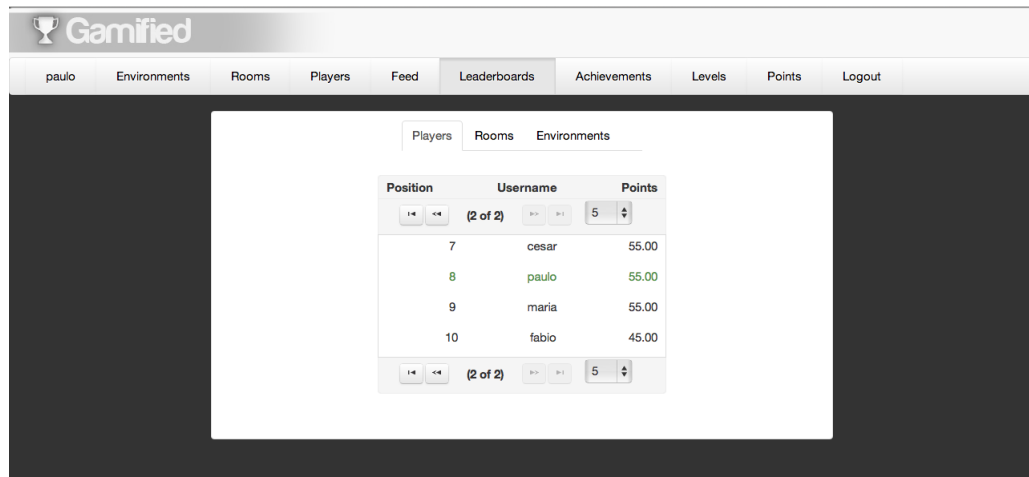 Gamified
paulo Environments Rooms Players Feed Leaderboards Achievements Levels Points Logout
Players Rooms Environments
Position Username Points
(2 of 2) 5
7 cesar 55.00
8 paulo 55.00
9 maria 55.00
10 fabio 45.00
(2 of 2) 5